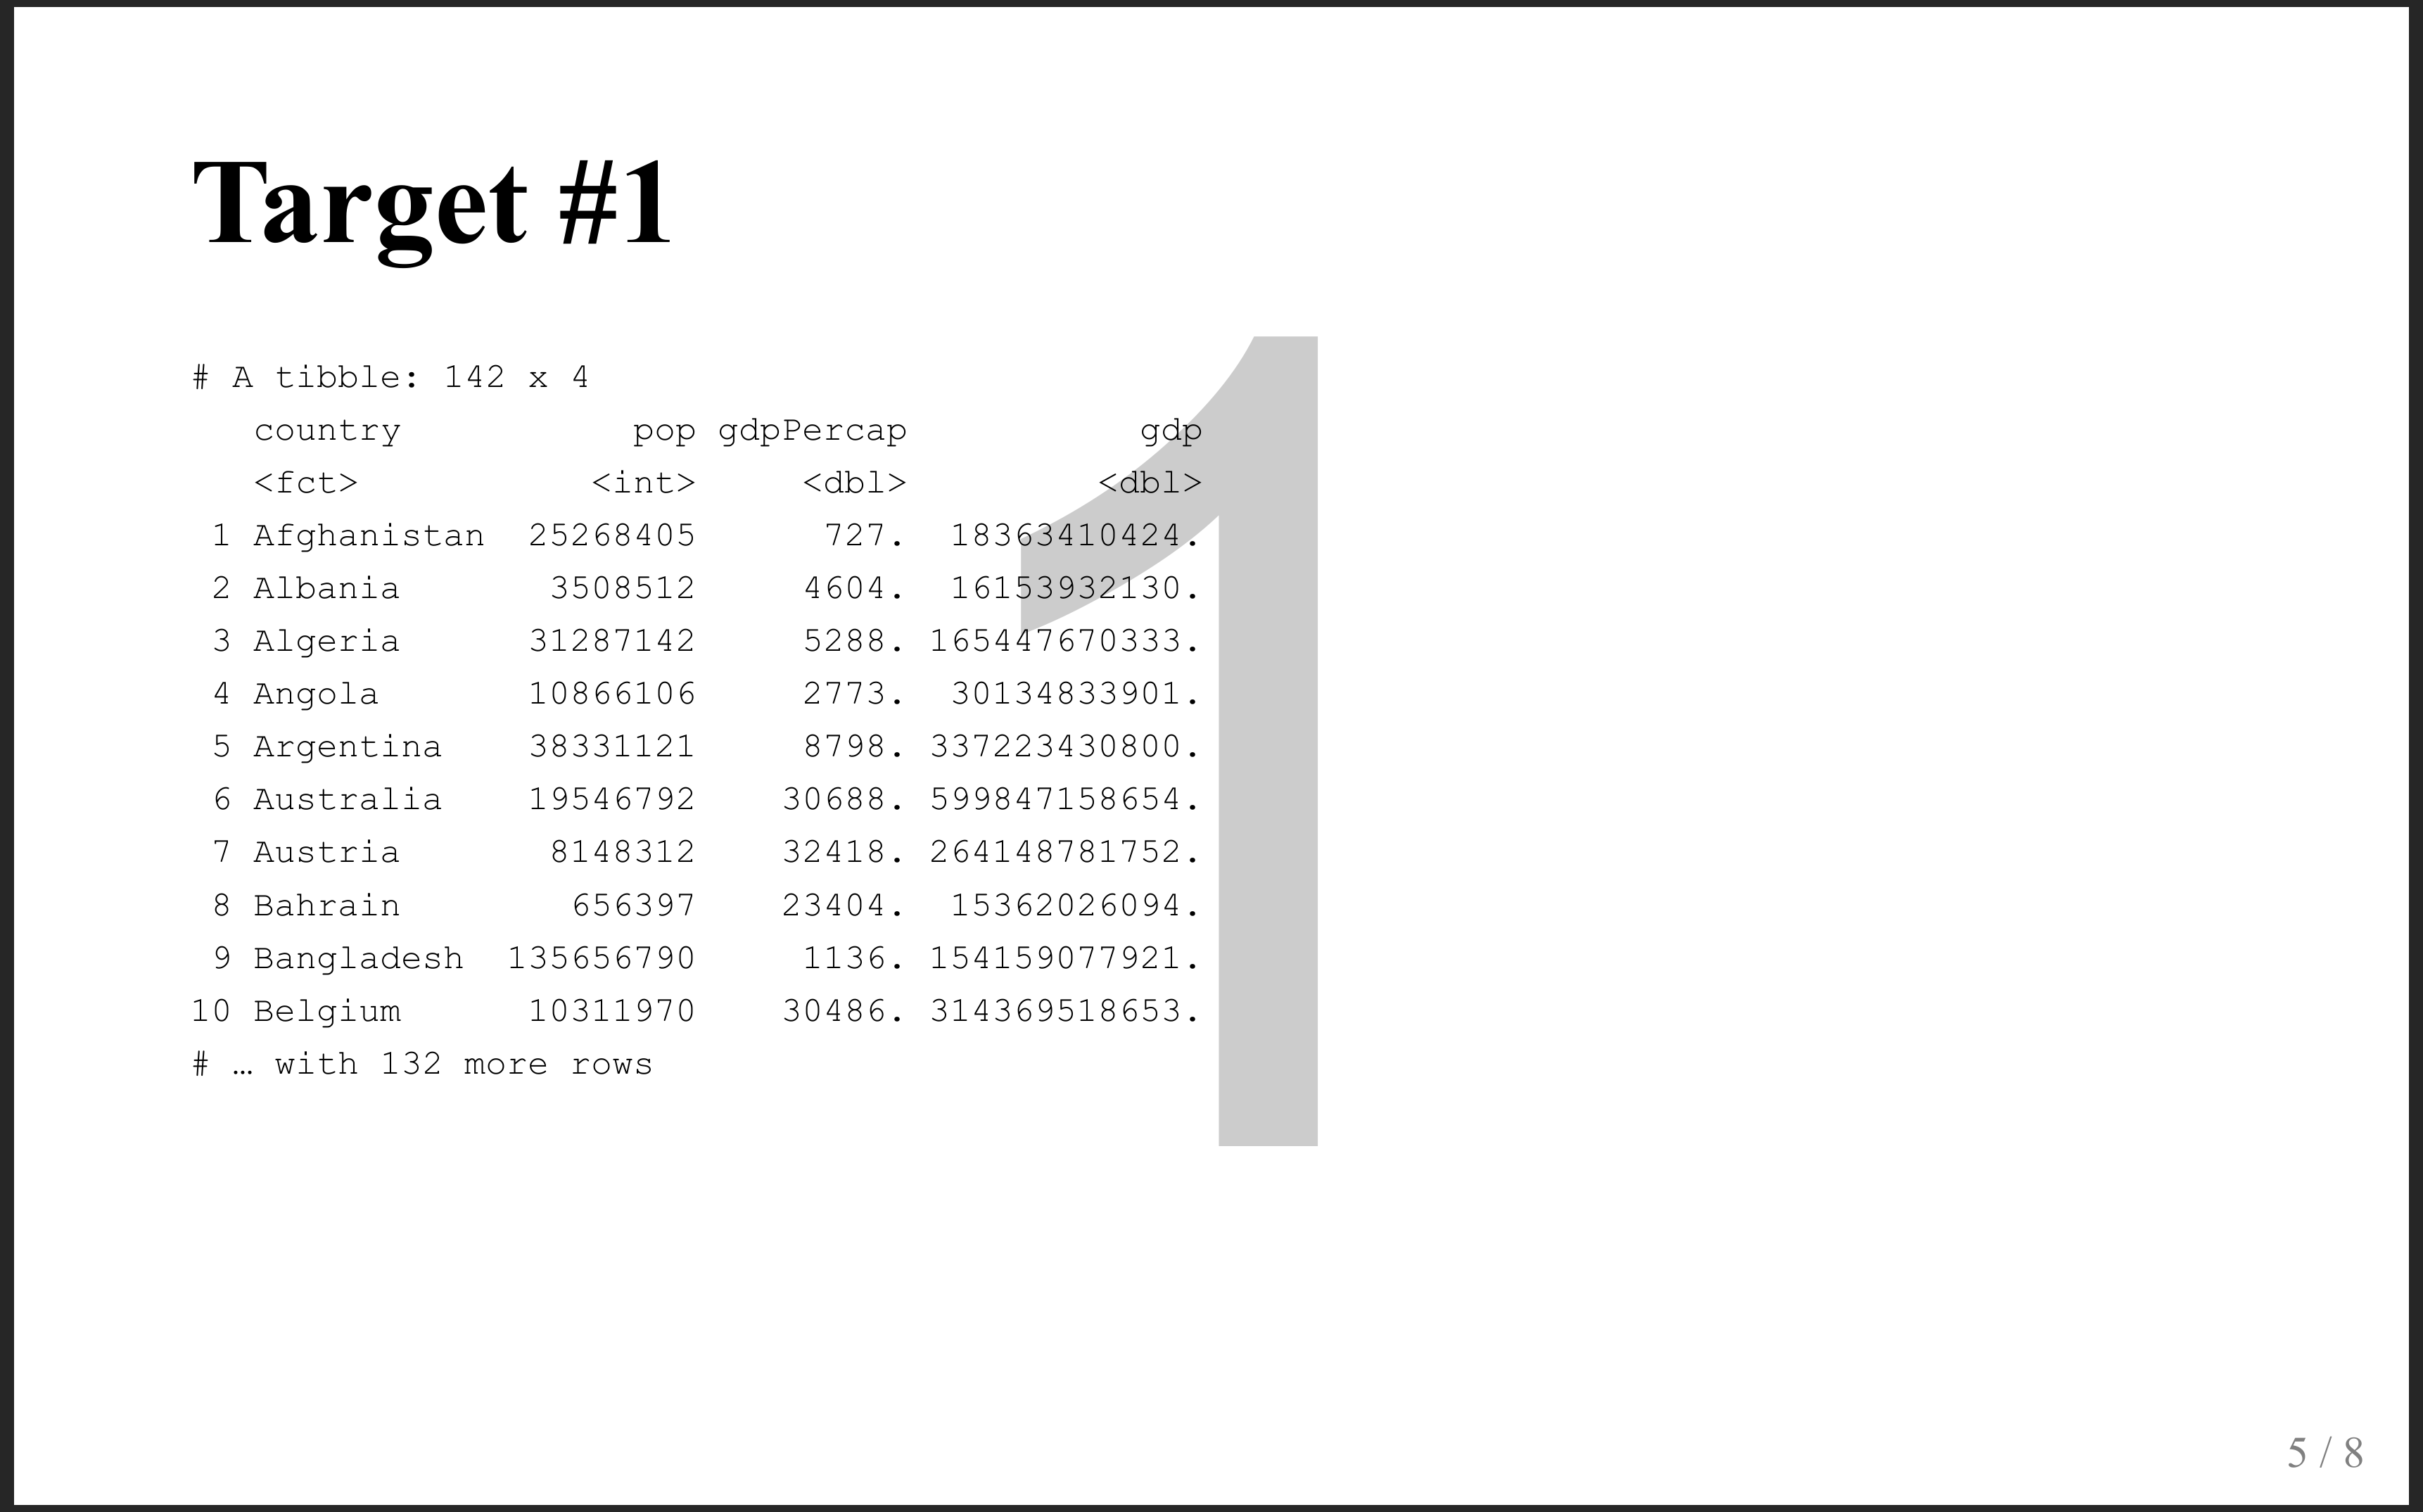 Target #1
1
# A tibble: 142 x 4
   country           pop gdpPercap           gdp
   <fct>           <int>     <dbl>         <dbl>
 1 Afghanistan  25268405      727.  18363410424.
 2 Albania       3508512     4604.  16153932130.
 3 Algeria      31287142     5288. 165447670333.
 4 Angola       10866106     2773.  30134833901.
 5 Argentina    38331121     8798. 337223430800.
 6 Australia    19546792    30688. 599847158654.
 7 Austria       8148312    32418. 264148781752.
 8 Bahrain        656397    23404.  15362026094.
 9 Bangladesh  135656790     1136. 154159077921.
10 Belgium      10311970    30486. 314369518653.
# … with 132 more rows
5 / 8